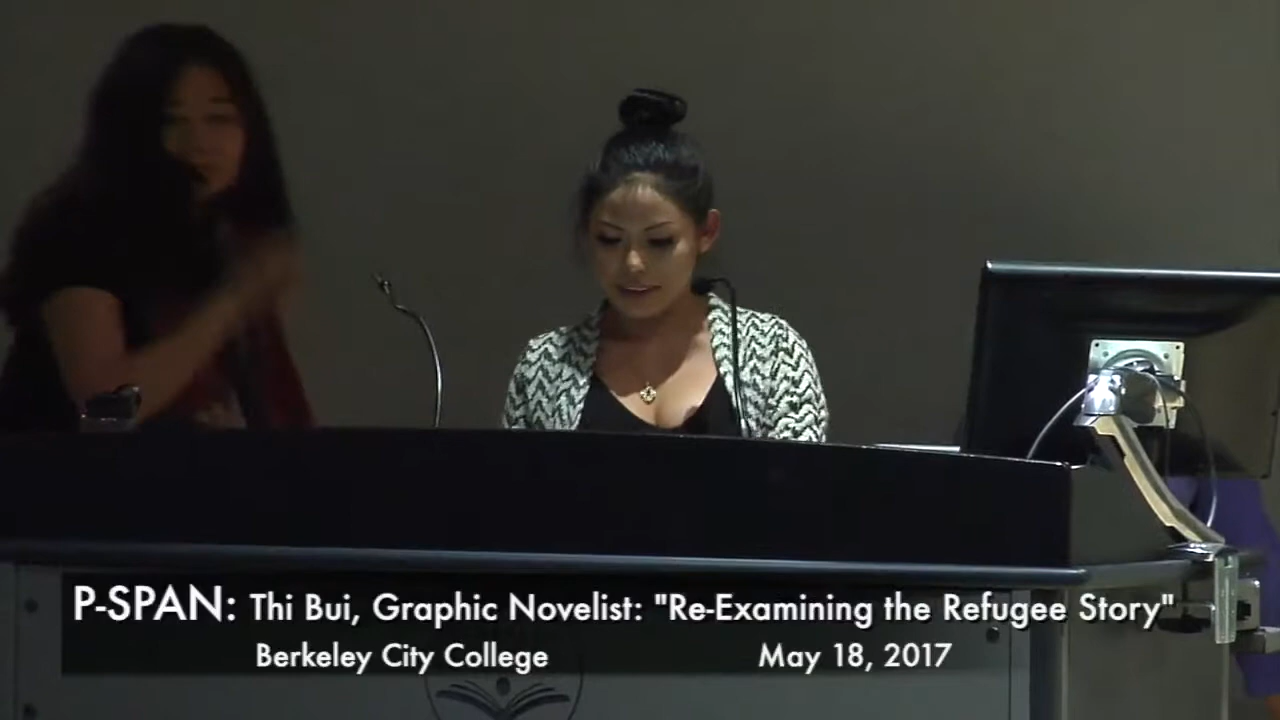 P-SPAN: Thi Bui, Graphic Novelist: "Re-Examining the Refugee Story"
Berkeley City College May 18, 2017